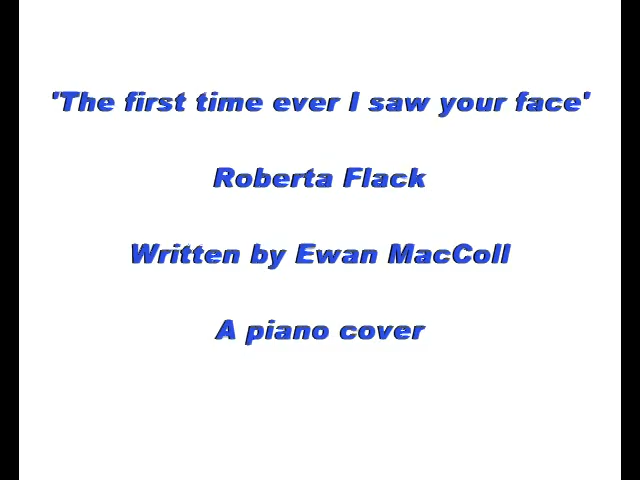 'The first time ever I saw your face'
Roberta Flack
Written by Ewan MacColl
A piano cover